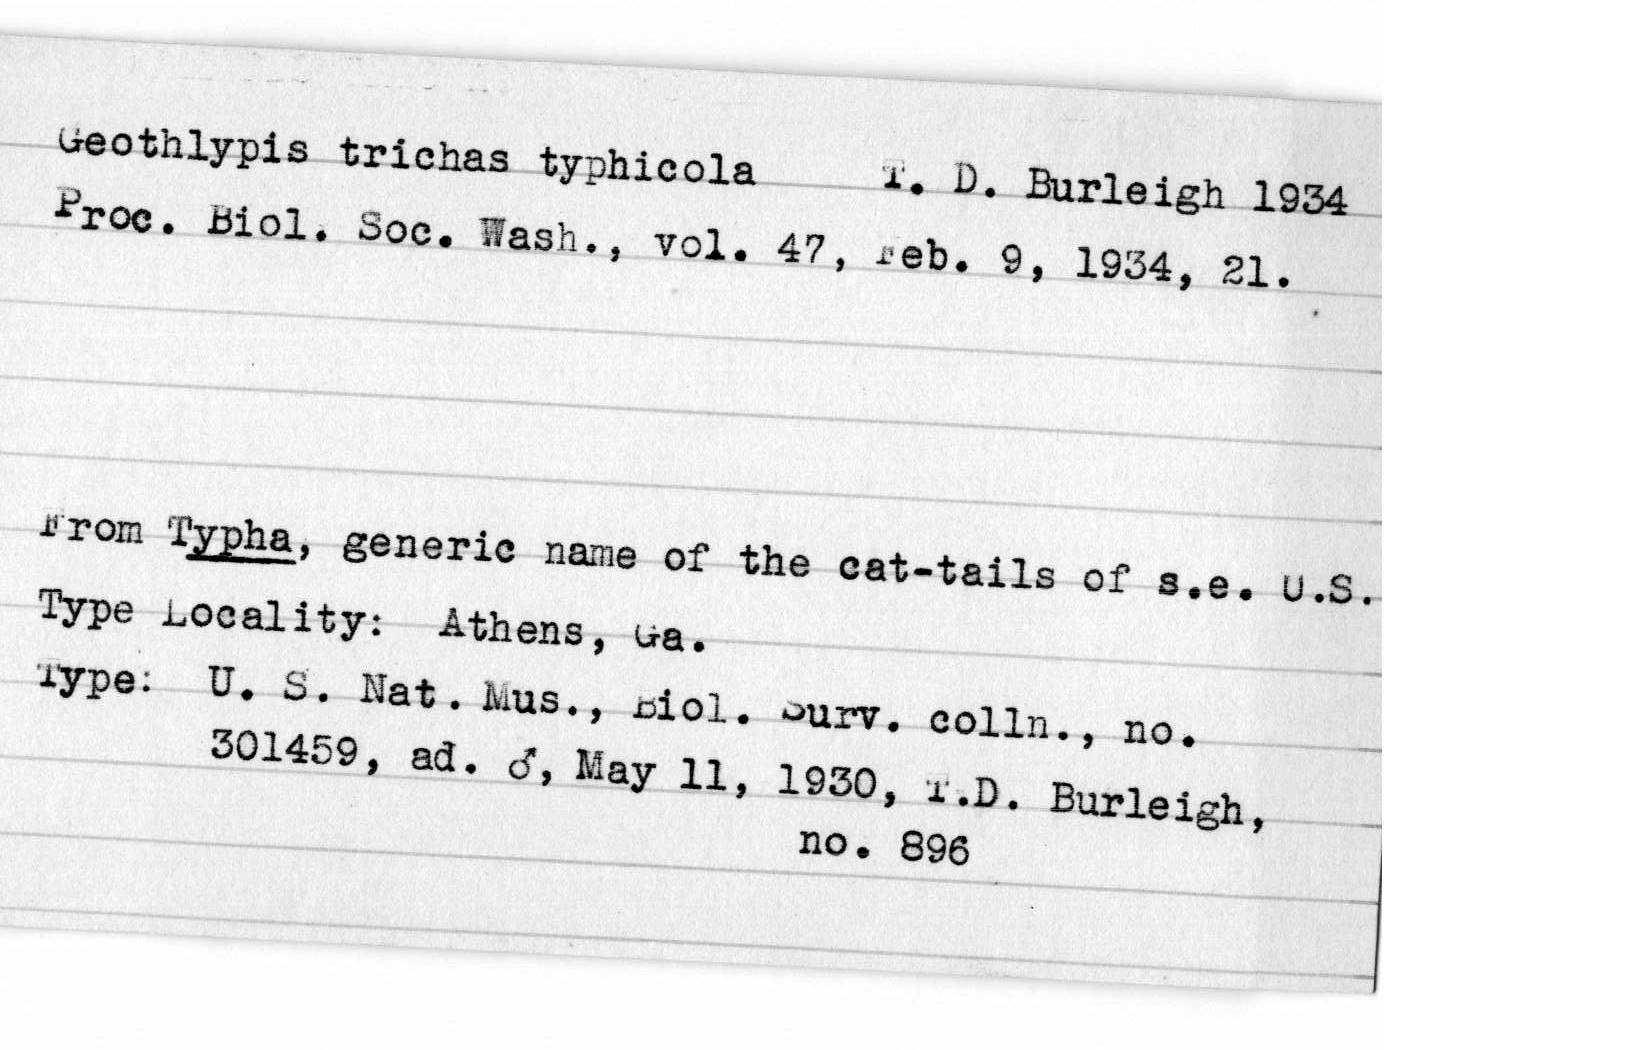 Geothlypis trichas typhicola T. D. Burleigh 1934
Proc. Biol. Soc. Wash., vol. 47, Feb. 9, 1934, 21.
From Typha, generic name of the cat-tails of s.e. U.S.
Type Locality: Athens, Ga.
Type: U. S. Nat. Mus., Biol. Surv. colln., no.
301459, ad. ♂, May 11, 1930, T.D. Burleigh,
no. 896